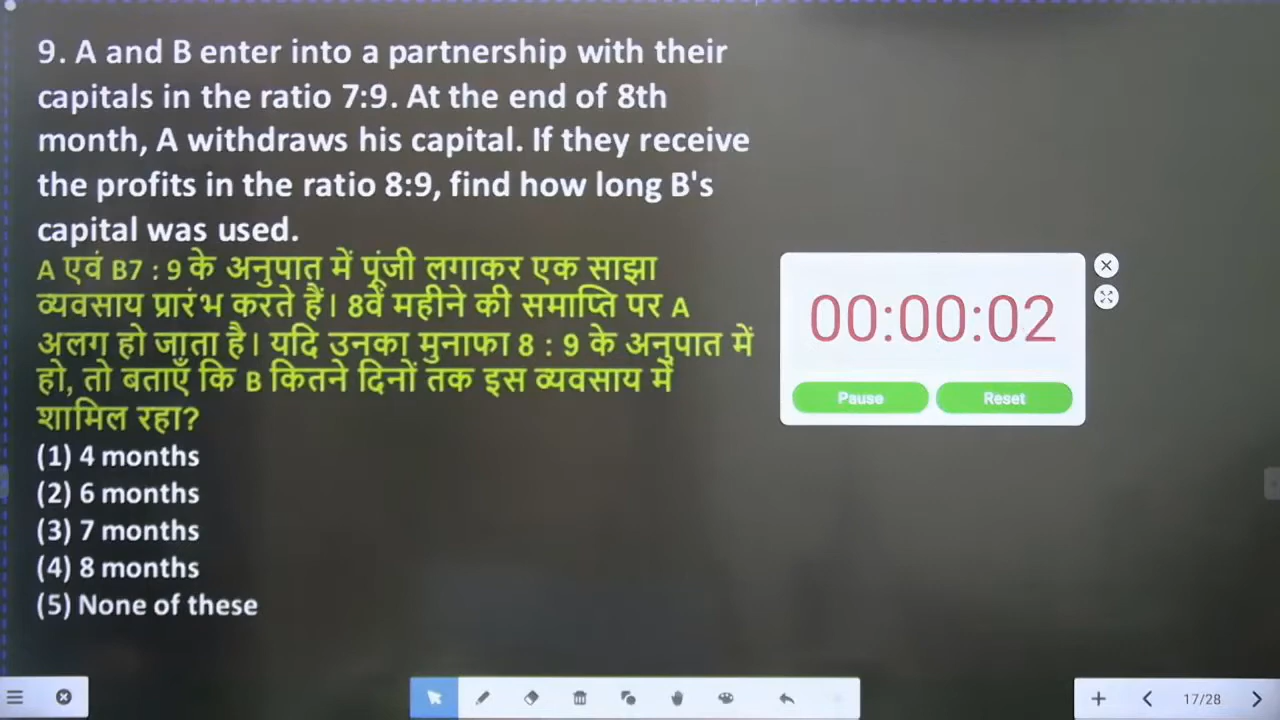 9. A and B enter into a partnership with their
capitals in the ratio 7:9. At the end of 8th
month, A withdraws his capital. If they receive
the profits in the ratio 8:9, find how long B's
capital was used.
A एवं B7 : 9 के अनुपात में पूंजी लगाकर एक साझा
व्यवसाय प्रारंभ करते हैं। 8वें महीने की समाप्ति पर A
अलग हो जाता है। यदि उनका मुनाफा 8 : 9 के अनुपात में
हो, तो बताएँ कि B कितने दिनों तक इस व्यवसाय में
शामिल रहा?
(1) 4 months
(2) 6 months
(3) 7 months
(4) 8 months
(5) None of these
00:00:02
Pause
Reset
17/28